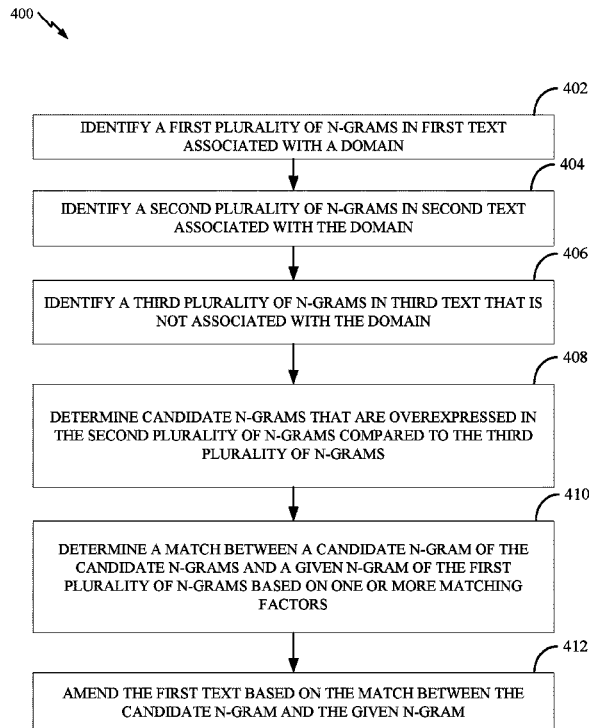 400
402
IDENTIFY A FIRST PLURALITY OF N-GRAMS IN FIRST TEXT
ASSOCIATED WITH A DOMAIN
404
IDENTIFY A SECOND PLURALITY OF N-GRAMS IN SECOND TEXT
ASSOCIATED WITH THE DOMAIN
406
IDENTIFY A THIRD PLURALITY OF N-GRAMS IN THIRD TEXT THAT IS
NOT ASSOCIATED WITH THE DOMAIN
408
DETERMINE CANDIDATE N-GRAMS THAT ARE OVEREXPRESSED IN
THE SECOND PLURALITY OF N-GRAMS COMPARED TO THE THIRD
PLURALITY OF N-GRAMS
410
DETERMINE A MATCH BETWEEN A CANDIDATE N-GRAM OF THE
CANDIDATE N-GRAMS AND A GIVEN N-GRAM OF THE FIRST
PLURALITY OF N-GRAMS BASED ON ONE OR MORE MATCHING
FACTORS
412
AMEND THE FIRST TEXT BASED ON THE MATCH BETWEEN THE
CANDIDATE N-GRAM AND THE GIVEN N-GRAM